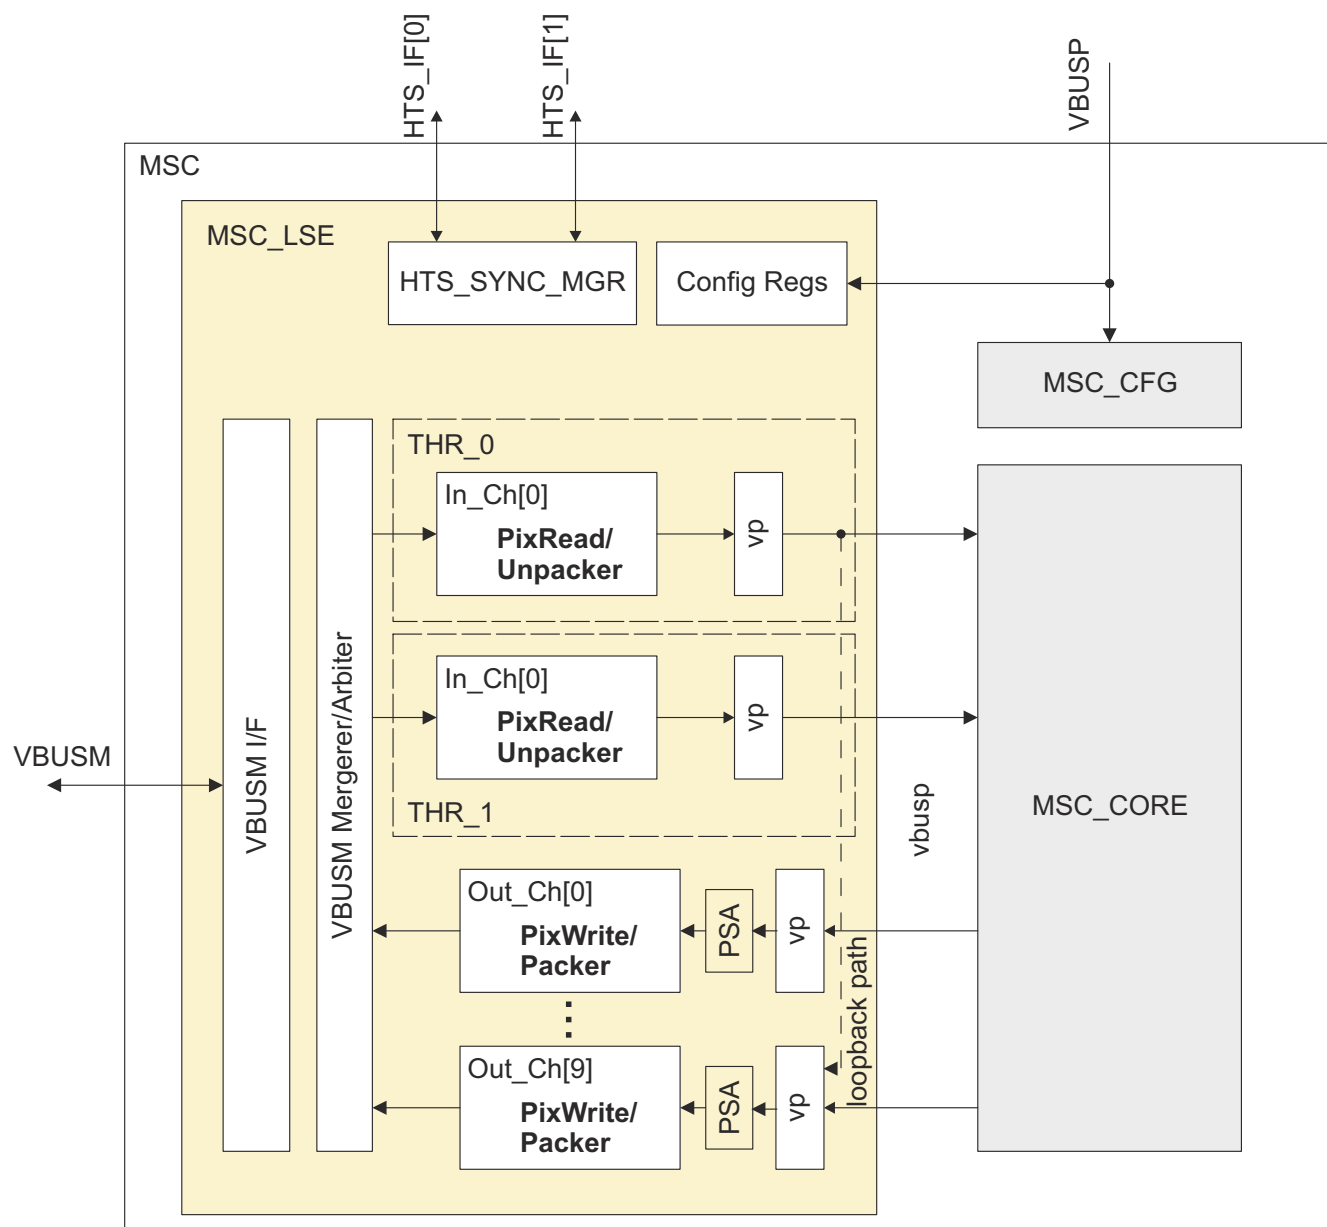 HTS_IF[0]
HTS_IF[1]
VBUSP
MSC
MSC_LSE
HTS_SYNC_MGR
Config Regs
MSC_CFG
THR_0
In_Ch[0]
PixRead/
Unpacker
vp
In_Ch[0]
PixRead/
Unpacker
vp
THR_1
VBUSM
VBUSM I/F
VBUSM Mergerer/Arbiter
vbusp
MSC_CORE
Out_Ch[0]
PixWrite/
Packer
PSA
vp
loopback path
Out_Ch[9]
PixWrite/
Packer
PSA
vp